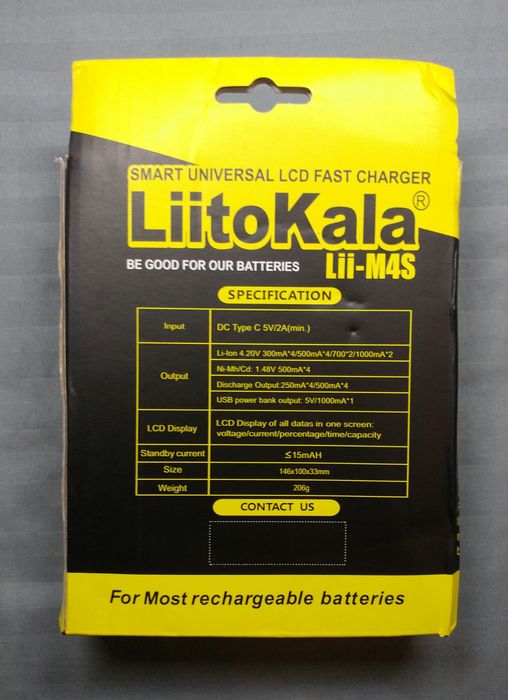 SMART UNIVERSAL LCD FAST CHARGER
LiitoKala®
BE GOOD FOR OUR BATTERIES Lii-M4S
SPECIFICATION
Input DC Type C 5V/2A(min.)
Output Li-Ion 4.20V 300mA*4/500mA*4/700*2/1000mA*2
Ni-Mh/Cd: 1.48V 500mA*4
Discharge Output:250mA*4/500mA*4
USB power bank output: 5V/1000mA*1
LCD Display LCD Display of all datas in one screen:
voltage/current/percentage/time/capacity
Standby current ≤15mAH
Size 146x100x33mm
Weight 206g
CONTACT US
For Most rechargeable batteries